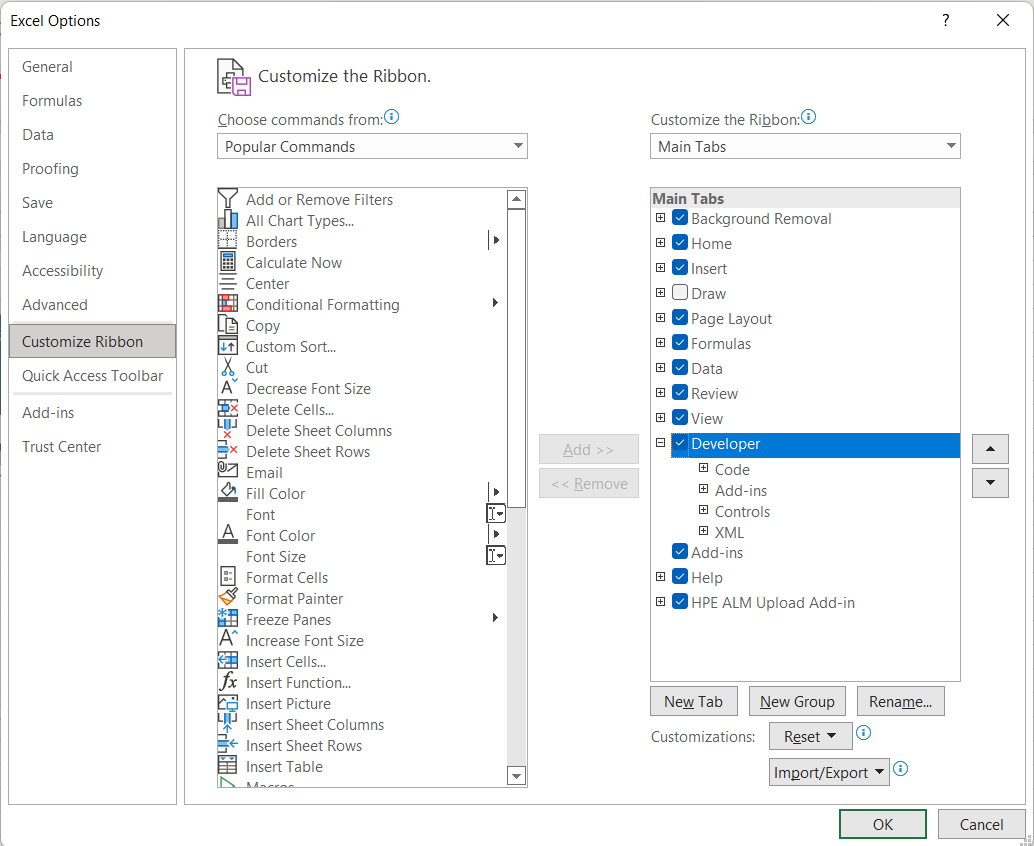 Excel Options
?
General
Formulas
Data
Proofing
Save
Language
Accessibility
Advanced
Customize Ribbon
Quick Access Toolbar
Add-ins
Trust Center
Customize the Ribbon.
Choose commands from:
Popular Commands
Add or Remove Filters
All Chart Types...
Borders
Calculate Now
Center
Conditional Formatting
Copy
Custom Sort...
Cut
Decrease Font Size
Delete Cells...
Delete Sheet Columns
Delete Sheet Rows
Email
Fill Color
Font
Font Color
Font Size
Format Cells
Format Painter
Freeze Panes
Increase Font Size
Insert Cells...
Insert Function...
Insert Picture
Insert Sheet Columns
Insert Sheet Rows
Insert Table
Macros
Add >>
<< Remove
Customize the Ribbon:
Main Tabs
Main Tabs
Background Removal
Home
Insert
Draw
Page Layout
Formulas
Data
Review
View
Developer
Code
Add-ins
Controls
XML
Add-ins
Help
HPE ALM Upload Add-in
New Tab
New Group
Rename...
Customizations:
Reset
Import/Export
OK
Cancel